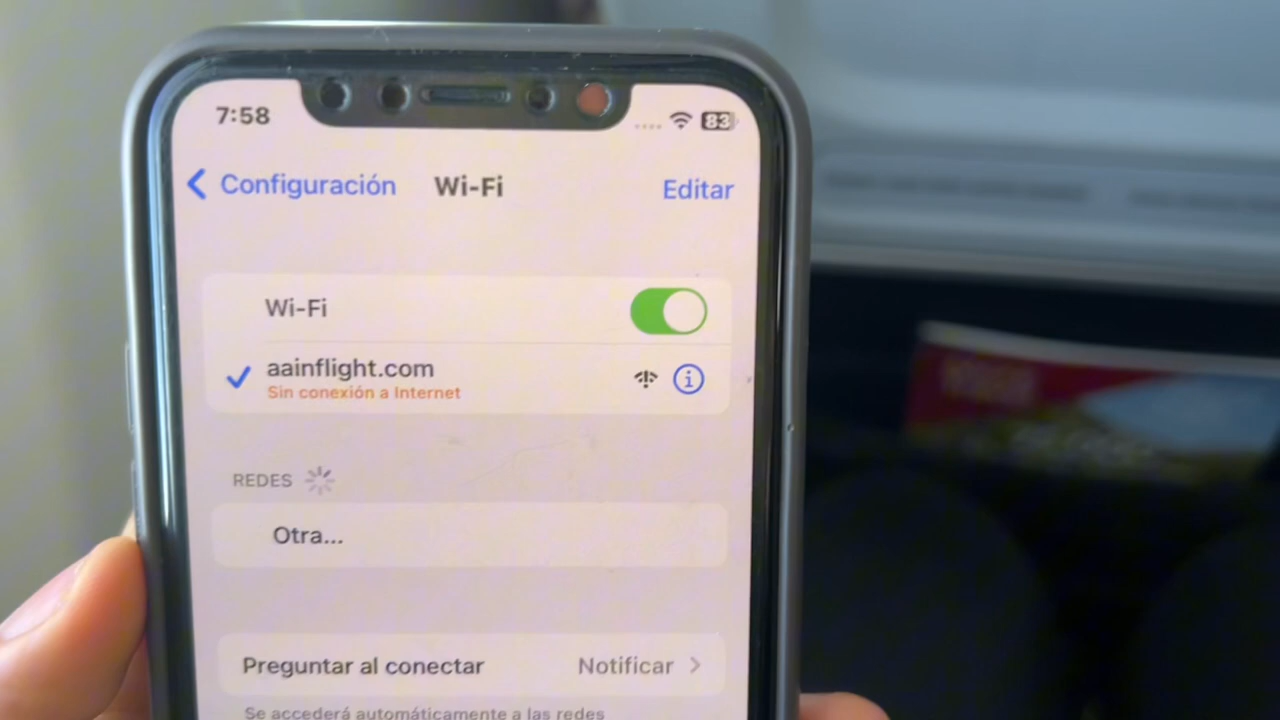 7:58
83
Configuración
Wi-Fi
Editar
Wi-Fi
aainflight.com
Sin conexión a Internet
REDES
Otra...
Preguntar al conectar
Notificar
Se accederá automáticamente a las redes